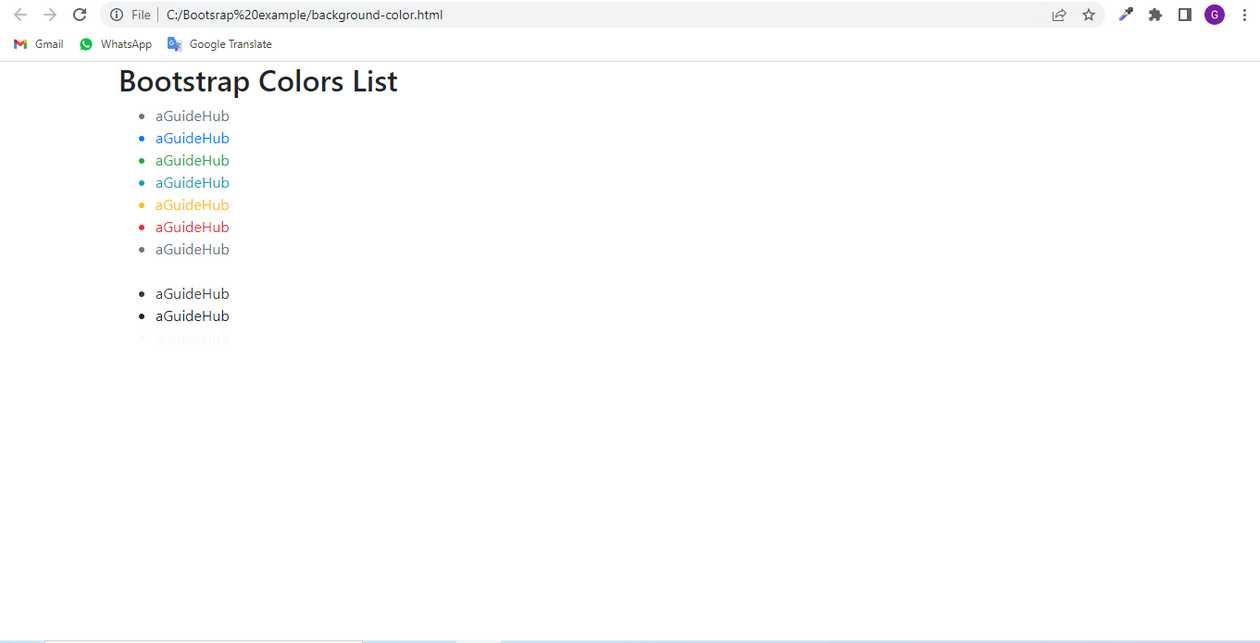 File C:/Bootsrap%20example/background-color.html
G
Gmail WhatsApp Google Translate
Bootstrap Colors List
aGuideHub
aGuideHub
aGuideHub
aGuideHub
aGuideHub
aGuideHub
aGuideHub
aGuideHub
aGuideHub
aGuideHub